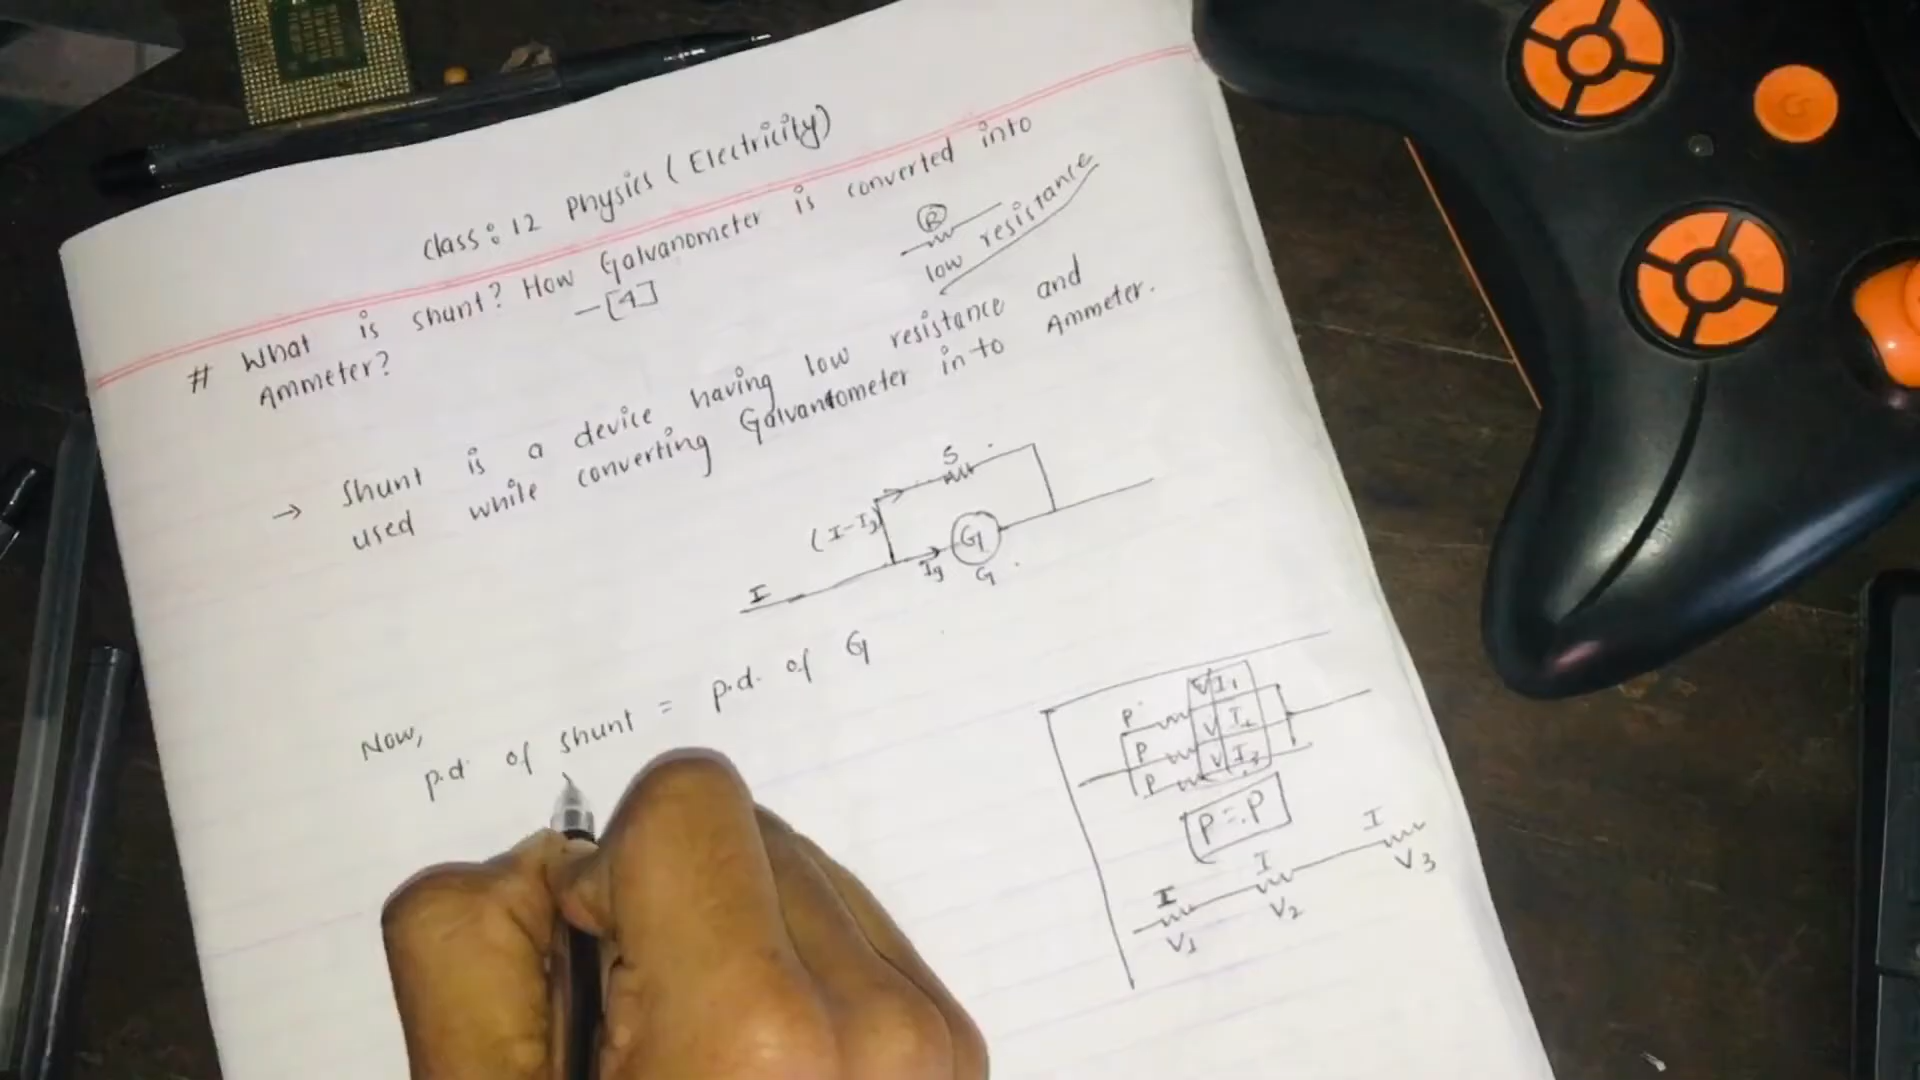 class: 12 Physics (Electricity)
# What is shunt? How Galvanometer is converted into
Ammeter?
-[4]
R
low resistance
→ Shunt is a device having low resistance and
used while converting Galvantometer into Ammeter.
S
(I-Ig)
G
Ig
G
I
Now,
p.d. of shunt = p.d. of G
P V I1
P V I2
P V I3
P = P
I I I
V1 V2 V3